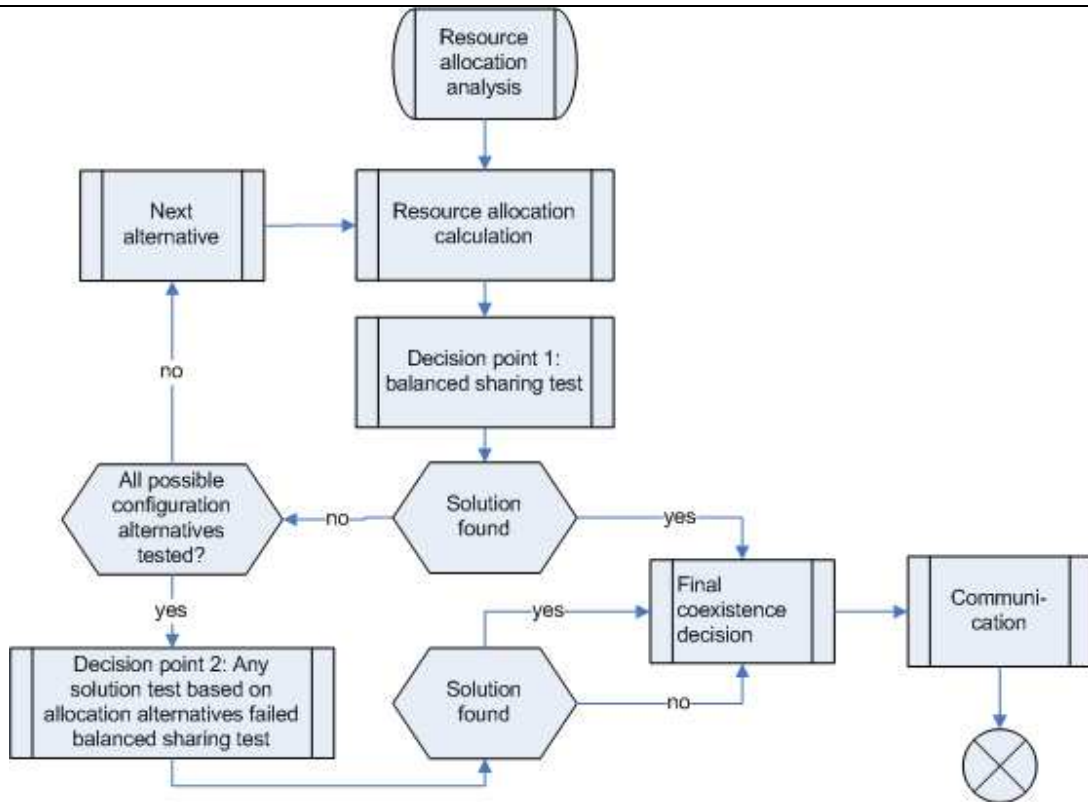 Resource
allocation
analysis
Next
alternative
Resource allocation
calculation
Decision point 1:
balanced sharing test
no
All possible
configuration
alternatives
tested?
no
Solution
found
yes
yes
Decision point 2: Any
solution test based on
allocation alternatives failed
balanced sharing test
Solution
found
yes
no
Final
coexistence
decision
Communi-
cation